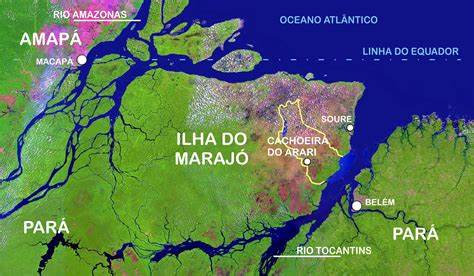 RIO AMAZONAS
OCEANO ATLÂNTICO
AMAPÁ
MACAPÁ
LINHA DO EQUADOR
SOURE
ILHA DO
MARAJÓ
CACHOEIRA
DO ARARI
BELÉM
PARÁ
PARÁ
RIO TOCANTINS